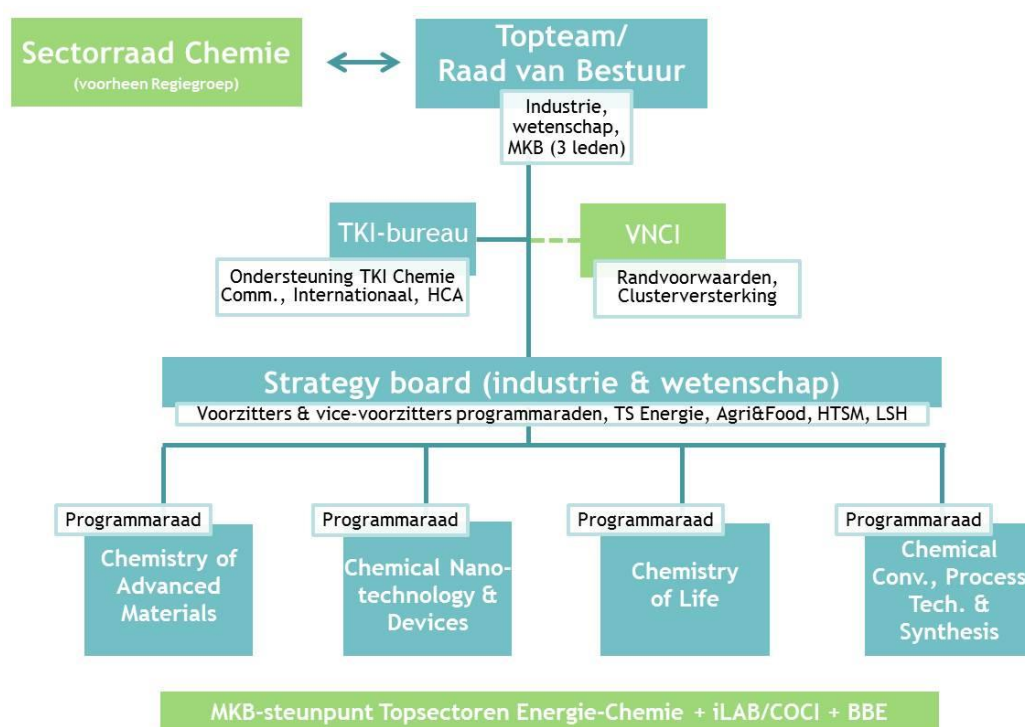 Sectorraad Chemie
(voorheen Regiegroep)
Topteam/
Raad van Bestuur
Industrie,
wetenschap,
MKB (3 leden)
TKI-bureau
Ondersteuning TKI Chemie
Comm., Internationaal, HCA
VNCI
Randvoorwaarden,
Clusterversterking
Strategy board (industrie & wetenschap)
Voorzitters & vice-voorzitters programmaraden, TS Energie, Agri&Food, HTSM, LSH
Programmaraad
Chemistry of
Advanced
Materials
Programmaraad
Chemical Nano-
technology &
Devices
Programmaraad
Chemistry
of Life
Programmaraad
Chemical
Conv., Process
Tech. &
Synthesis
MKB-steunpunt Topsectoren Energie-Chemie + iLAB/COCI + BBE